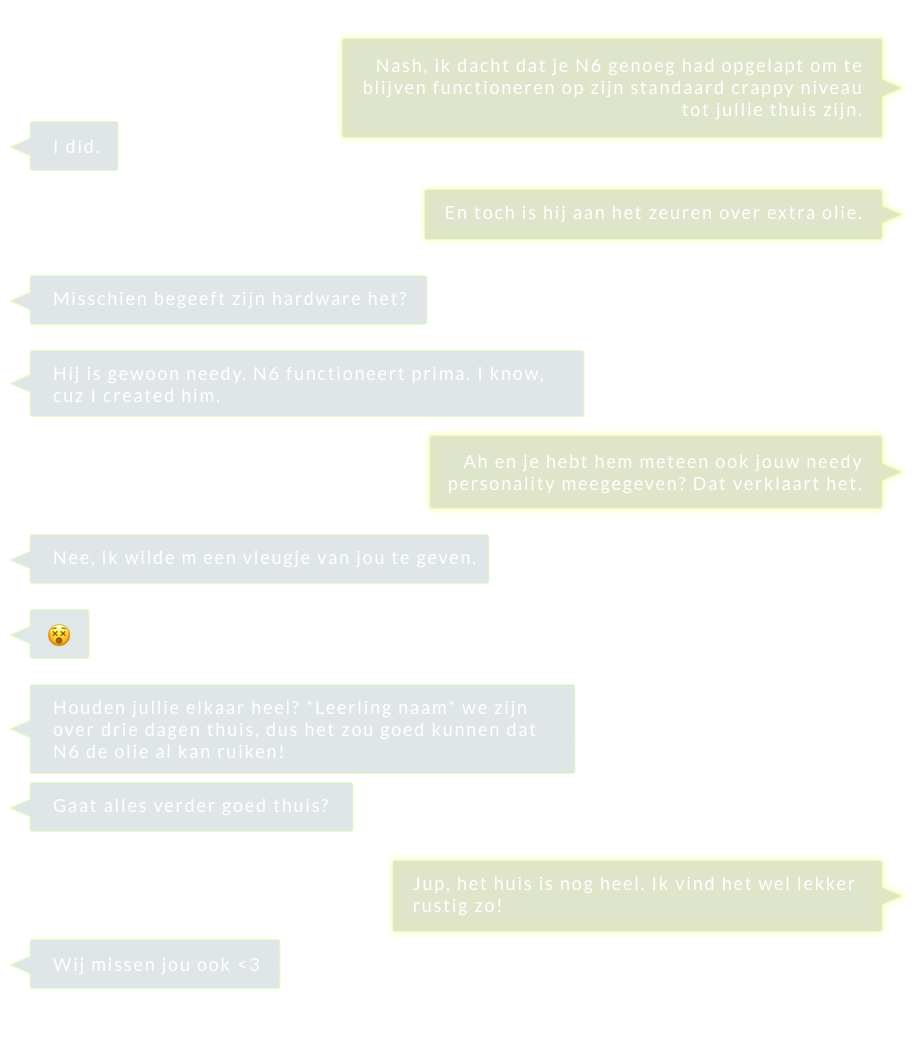 Nash, ik dacht dat je N6 genoeg had opgelapt om te
blijven functioneren op zijn standaard crappy niveau
tot jullie thuis zijn.
I did.
En toch is hij aan het zeuren over extra olie.
Misschien begeeft zijn hardware het?
Hij is gewoon needy. N6 functioneert prima. I know,
cuz I created him.
Ah en je hebt hem meteen ook jouw needy
personality meegegeven? Dat verklaart het.
Nee, ik wilde m een vleugje van jou te geven.
😵
Houden jullie elkaar heel? *Leerling naam* we zijn
over drie dagen thuis, dus het zou goed kunnen dat
N6 de olie al kan ruiken!
Gaat alles verder goed thuis?
Jup, het huis is nog heel. Ik vind het wel lekker
rustig zo!
Wij missen jou ook <3